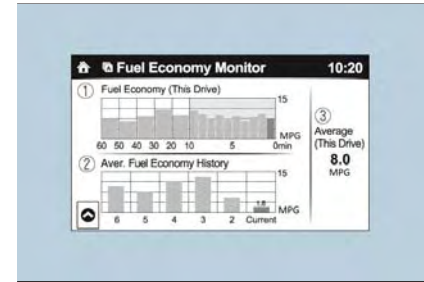 Fuel Economy Monitor 10:20
① Fuel Economy (This Drive)
15
MPG
60 50 40 30 20 10 5 0min
② Aver. Fuel Economy History
15
1.8
MPG
6 5 4 3 2 Current
③
Average
(This Drive)
8.0
MPG